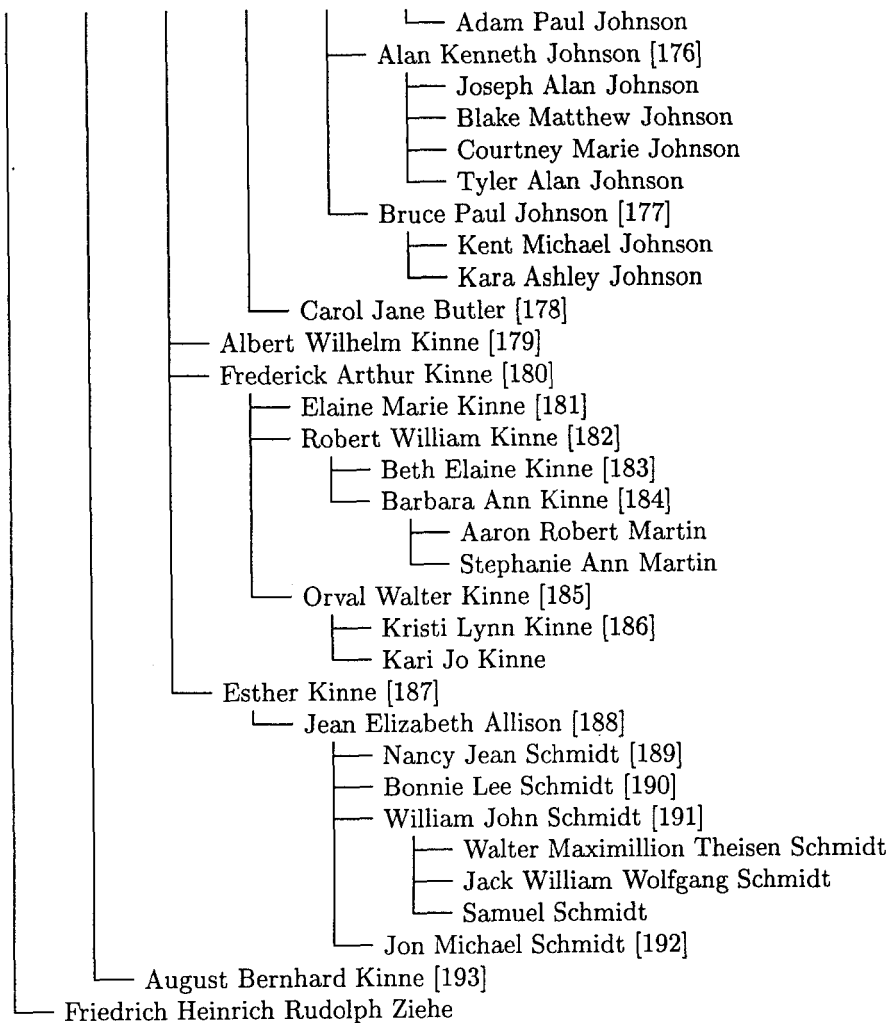 Adam Paul Johnson
Alan Kenneth Johnson [176]
Joseph Alan Johnson
Blake Matthew Johnson
Courtney Marie Johnson
Tyler Alan Johnson
Bruce Paul Johnson [177]
Kent Michael Johnson
Kara Ashley Johnson
Carol Jane Butler [178]
Albert Wilhelm Kinne [179]
Frederick Arthur Kinne [180]
Elaine Marie Kinne [181]
Robert William Kinne [182]
Beth Elaine Kinne [183]
Barbara Ann Kinne [184]
Aaron Robert Martin
Stephanie Ann Martin
Orval Walter Kinne [185]
Kristi Lynn Kinne [186]
Kari Jo Kinne
Esther Kinne [187]
Jean Elizabeth Allison [188]
Nancy Jean Schmidt [189]
Bonnie Lee Schmidt [190]
William John Schmidt [191]
Walter Maximillion Theisen Schmidt
Jack William Wolfgang Schmidt
Samuel Schmidt
Jon Michael Schmidt [192]
August Bernhard Kinne [193]
Friedrich Heinrich Rudolph Ziehe